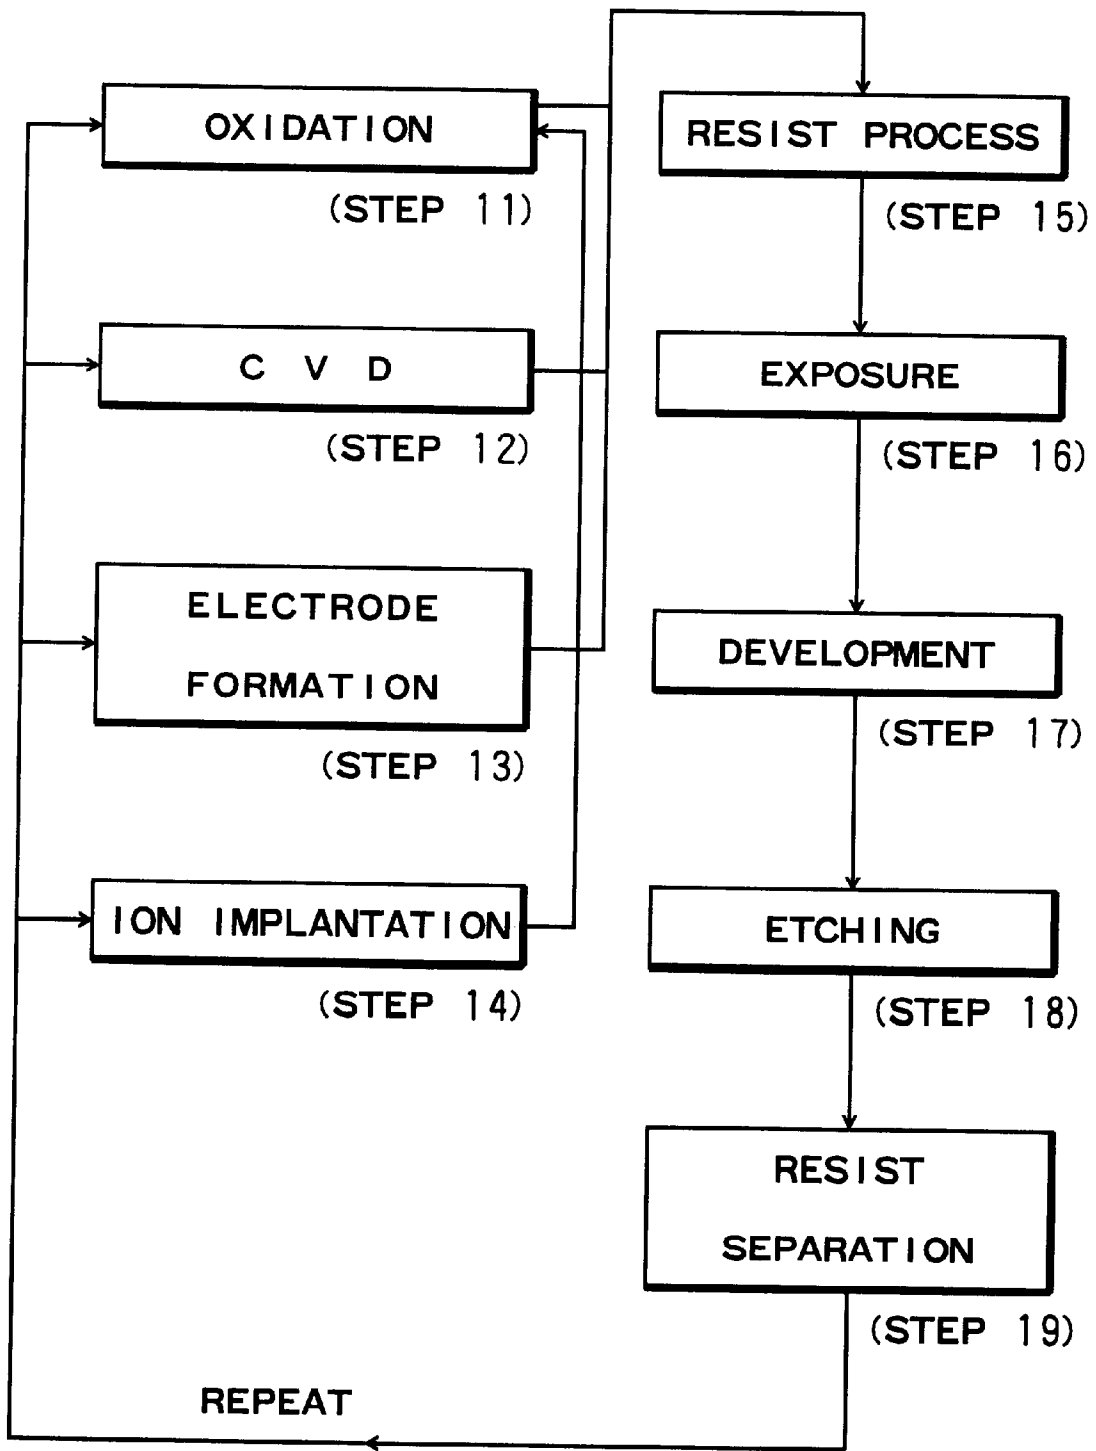 OXIDATION
(STEP 11)
C V D
(STEP 12)
ELECTRODE
FORMATION
(STEP 13)
ION IMPLANTATION
(STEP 14)
RESIST PROCESS
(STEP 15)
EXPOSURE
(STEP 16)
DEVELOPMENT
(STEP 17)
ETCHING
(STEP 18)
RESIST
SEPARATION
(STEP 19)
REPEAT